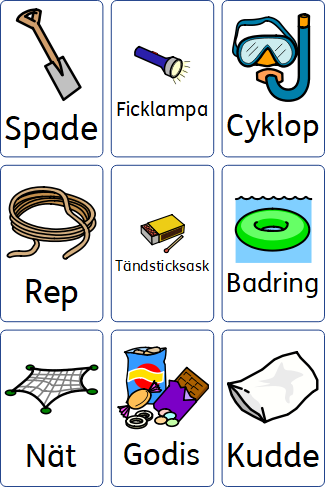 Spade
Ficklampa
Cyklop
Rep
Tändsticksask
Badring
Nät
Godis
Kudde